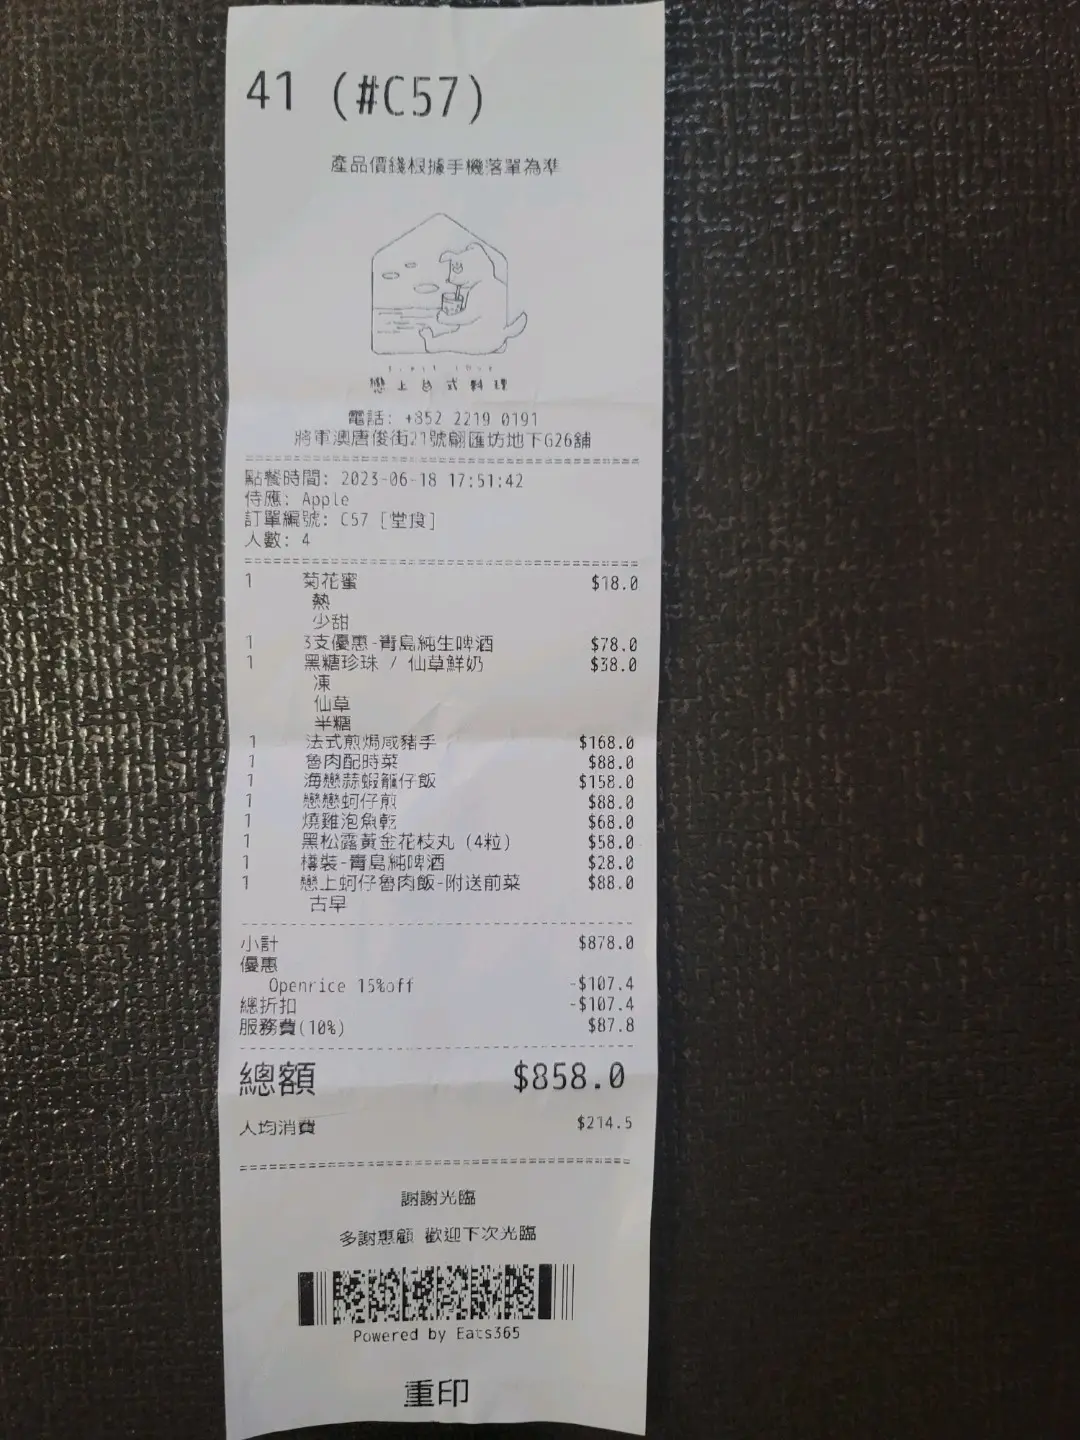 41 (#C57)
產品價錢根據手機落單為準
戀上台式料理
電話: +852 2219 0191
將軍澳唐俊街21號翩匯坊地下G26舖
點餐時間: 2023-06-18 17:51:42
侍應: Apple
訂單編號: C57 [堂食]
人數: 4
1 菊花蜜 $18.0
熱
少甜
1 3支優惠-青島純生啤酒 $78.0
1 黑糖珍珠 / 仙草鮮奶 $38.0
凍
仙草
半糖
1 法式煎焗咸豬手 $168.0
1 魯肉配時菜 $88.0
1 海戀蒜蝦籠仔飯 $158.0
1 戀戀蚵仔煎 $88.0
1 燒雞泡魚乾 $68.0
1 黑松露黃金花枝丸 (4粒) $58.0
1 樽裝-青島純啤酒 $28.0
1 戀上蚵仔魯肉飯-附送前菜 $88.0
古早
小計 $878.0
優惠
Openrice 15%off -$107.4
總折扣 -$107.4
服務費(10%) $87.8
總額 $858.0
人均消費 $214.5
謝謝光臨
多謝惠顧 歡迎下次光臨
Powered by Eats365
重印